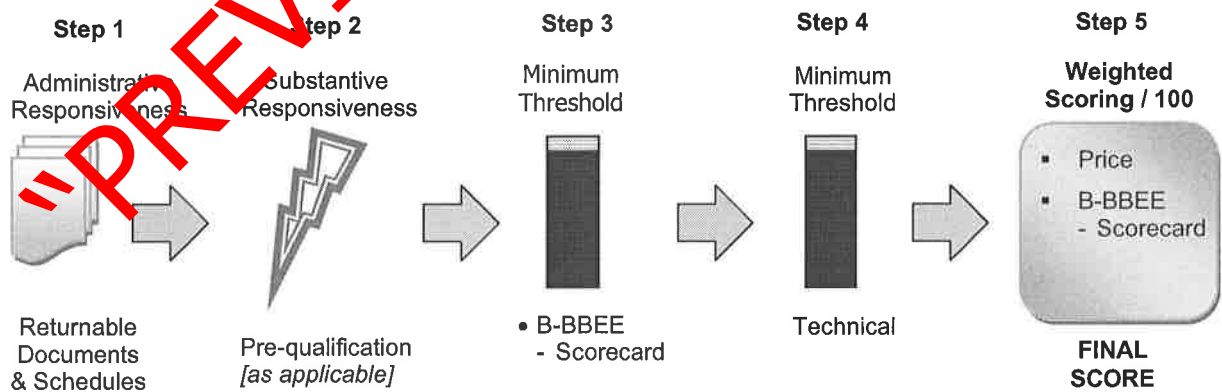 Step 1
Administrative
Responsiveness
Returnable
Documents
& Schedules
Step 2
Substantive
Responsiveness
Pre-qualification
[as applicable]
Step 3
Minimum
Threshold
• B-BBEE
- Scorecard
Step 4
Minimum
Threshold
Technical
Step 5
Weighted
Scoring / 100
▪ Price
▪ B-BBEE
- Scorecard
FINAL
SCORE